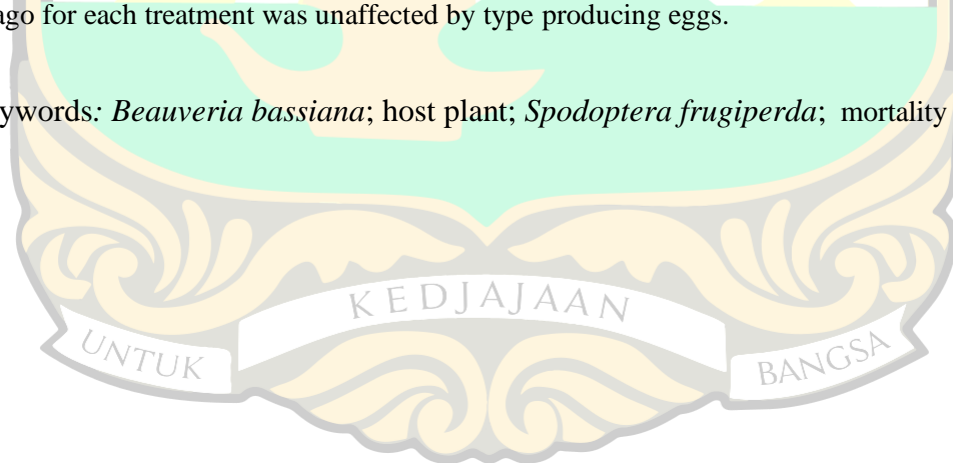 ago for each treatment was unaffected by type producing eggs.
ywords: Beauveria bassiana; host plant; Spodoptera frugiperda; mortality
UNTUK KEDJAJAAN BANGSA